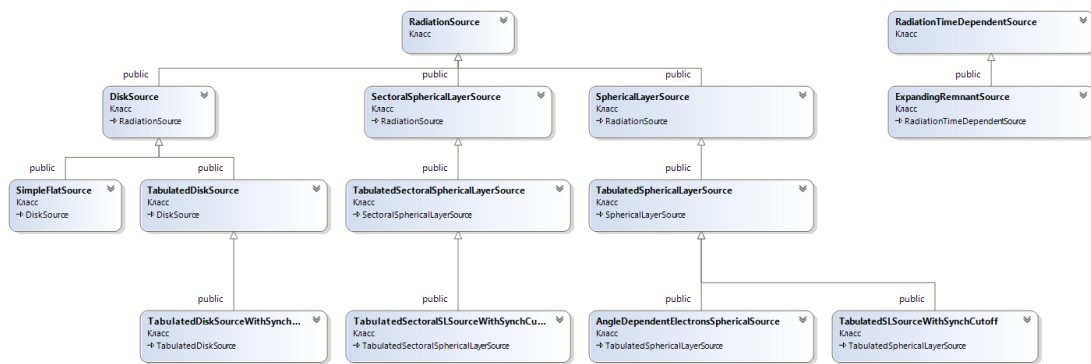 RadiationSource
Класс
RadiationTimeDependentSource
Класс
public
public
public
public
DiskSource
Класс
RadiationSource
SectoralSphericalLayerSource
Класс
RadiationSource
SphericalLayerSource
Класс
RadiationSource
ExpandingRemnantSource
Класс
RadiationTimeDependentSource
public
public
public
public
SimpleFlatSource
Класс
DiskSource
TabulatedDiskSource
Класс
DiskSource
TabulatedSectoralSphericalLayerSource
Класс
SectoralSphericalLayerSource
TabulatedSphericalLayerSource
Класс
SphericalLayerSource
public
public
public
public
TabulatedDiskSourceWithSynch...
Класс
TabulatedDiskSource
TabulatedSectoralSLSourceWithSynchCu...
Класс
TabulatedSectoralSphericalLayerSource
AngleDependentElectronsSphericalSource
Класс
TabulatedSphericalLayerSource
TabulatedSLSourceWithSynchCutoff
Класс
TabulatedSphericalLayerSource